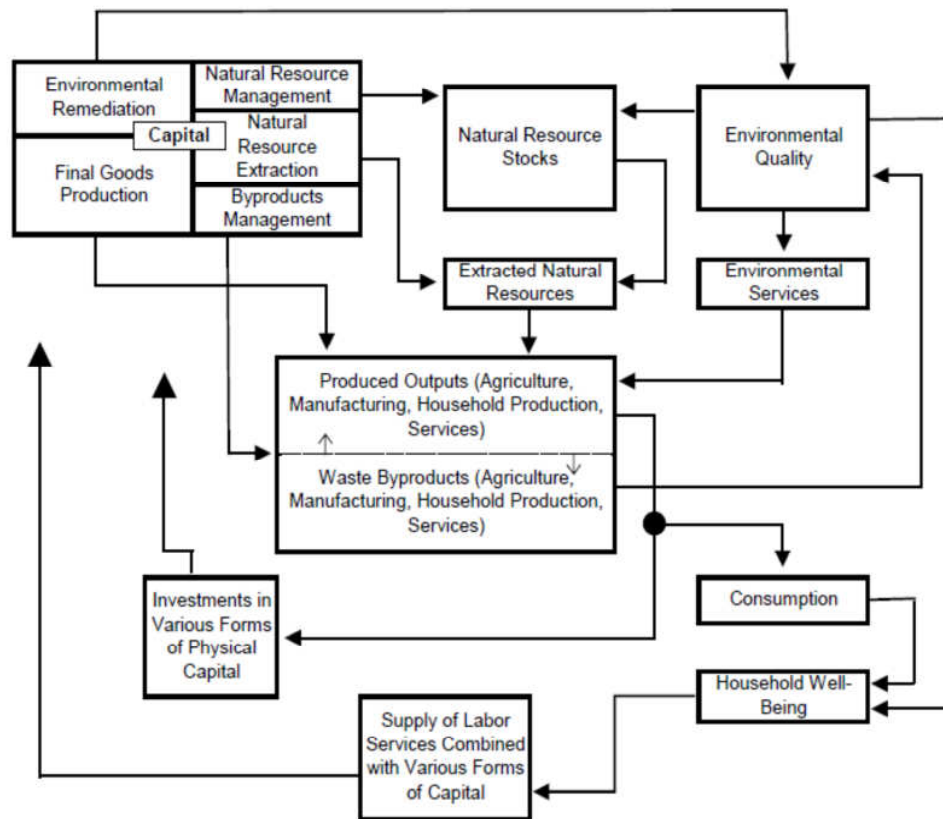 Environmental
Remediation
Natural Resource
Management
Capital
Natural
Resource
Extraction
Final Goods
Production
Byproducts
Management
Natural Resource
Stocks
Environmental
Quality
Extracted Natural
Resources
Environmental
Services
Produced Outputs (Agriculture,
Manufacturing, Household Production,
Services)
Waste Byproducts (Agriculture,
Manufacturing, Household Production,
Services)
Investments in
Various Forms
of Physical
Capital
Consumption
Household Well-
Being
Supply of Labor
Services Combined
with Various Forms
of Capital